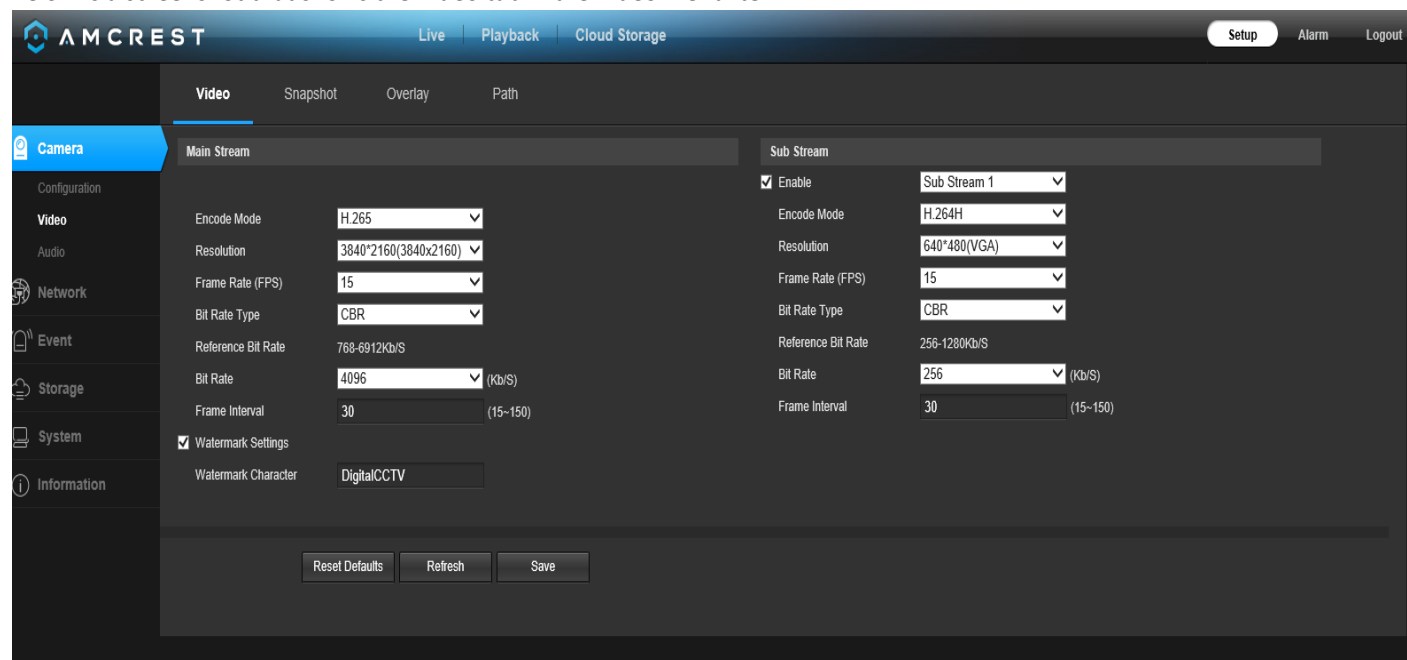 AMCREST
Live Playback Cloud Storage
Setup Alarm Logout
Video Snapshot Overlay Path
Camera
Configuration
Video
Audio
Network
Event
Storage
System
Information
Main Stream
Encode Mode H.265
Resolution 3840*2160(3840x2160)
Frame Rate (FPS) 15
Bit Rate Type CBR
Reference Bit Rate 768-6912Kb/S
Bit Rate 4096 (Kb/S)
Frame Interval 30 (15~150)
Watermark Settings
Watermark Character DigitalCCTV
Sub Stream
Enable Sub Stream 1
Encode Mode H.264H
Resolution 640*480(VGA)
Frame Rate (FPS) 15
Bit Rate Type CBR
Reference Bit Rate 256-1280Kb/S
Bit Rate 256 (Kb/S)
Frame Interval 30 (15~150)
Reset Defaults Refresh Save